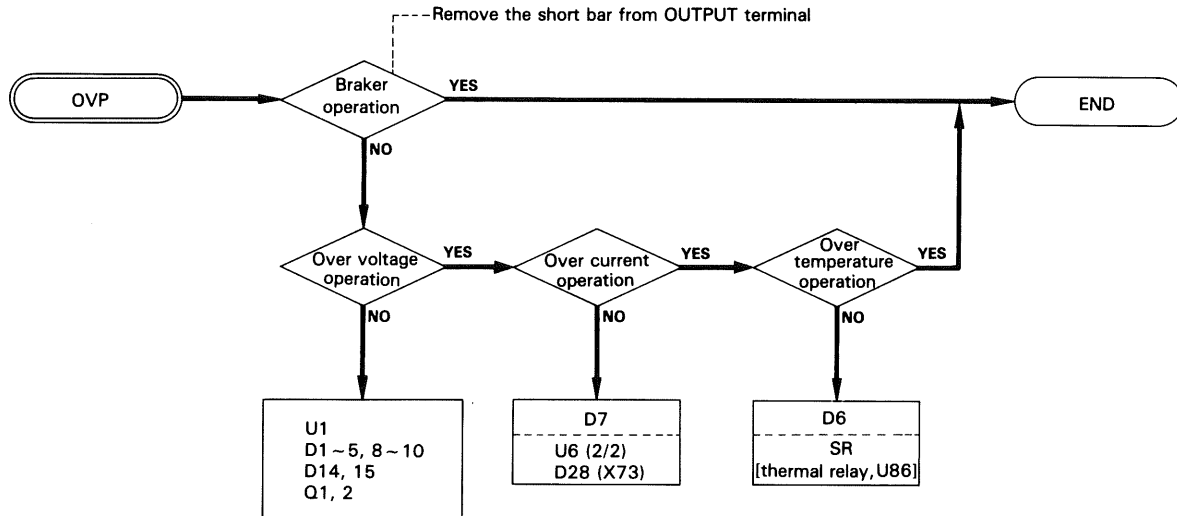 Remove the short bar from OUTPUT terminal
OVP
Braker
operation
YES
END
NO
Over voltage
operation
YES
Over current
operation
YES
Over
temperature
operation
YES
NO
NO
NO
U1
D1~5, 8~10
D14, 15
Q1, 2
D7
U6 (2/2)
D28 (X73)
D6
SR
[thermal relay, U86]